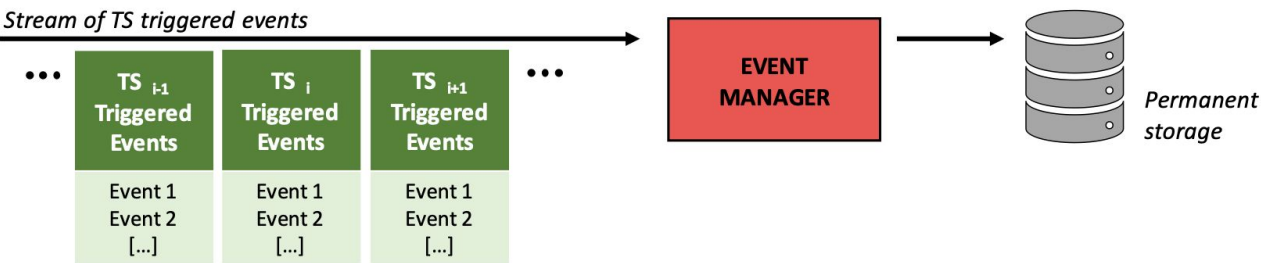 Stream of TS triggered events
•••
TS i-1
Triggered
Events
Event 1
Event 2
[...]
TS i
Triggered
Events
Event 1
Event 2
[...]
TS i+1
Triggered
Events
Event 1
Event 2
[...]
•••
EVENT
MANAGER
Permanent
storage